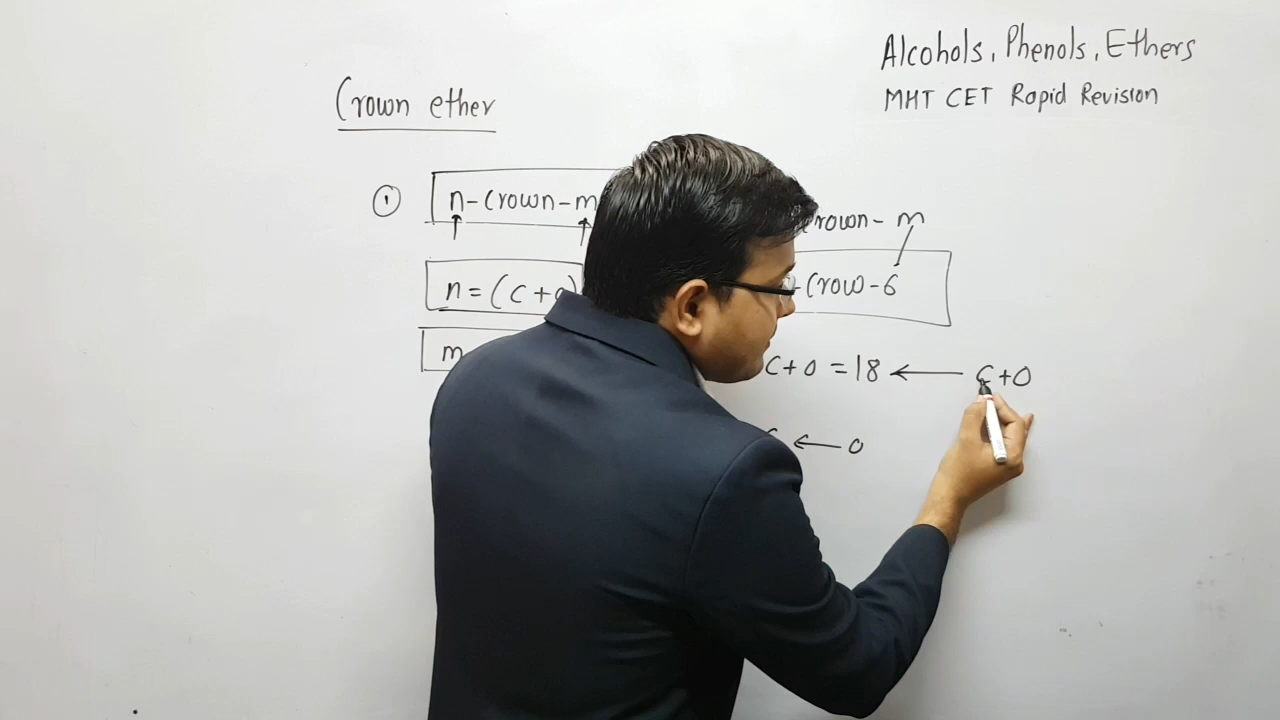 Alcohols, Phenols, Ethers
MHT CET Rapid Revision
Crown ether
① n-Crown-m
n = (C+O)
m
Crown- m
-Crow-6
C+O = 18 ← C+O
← O